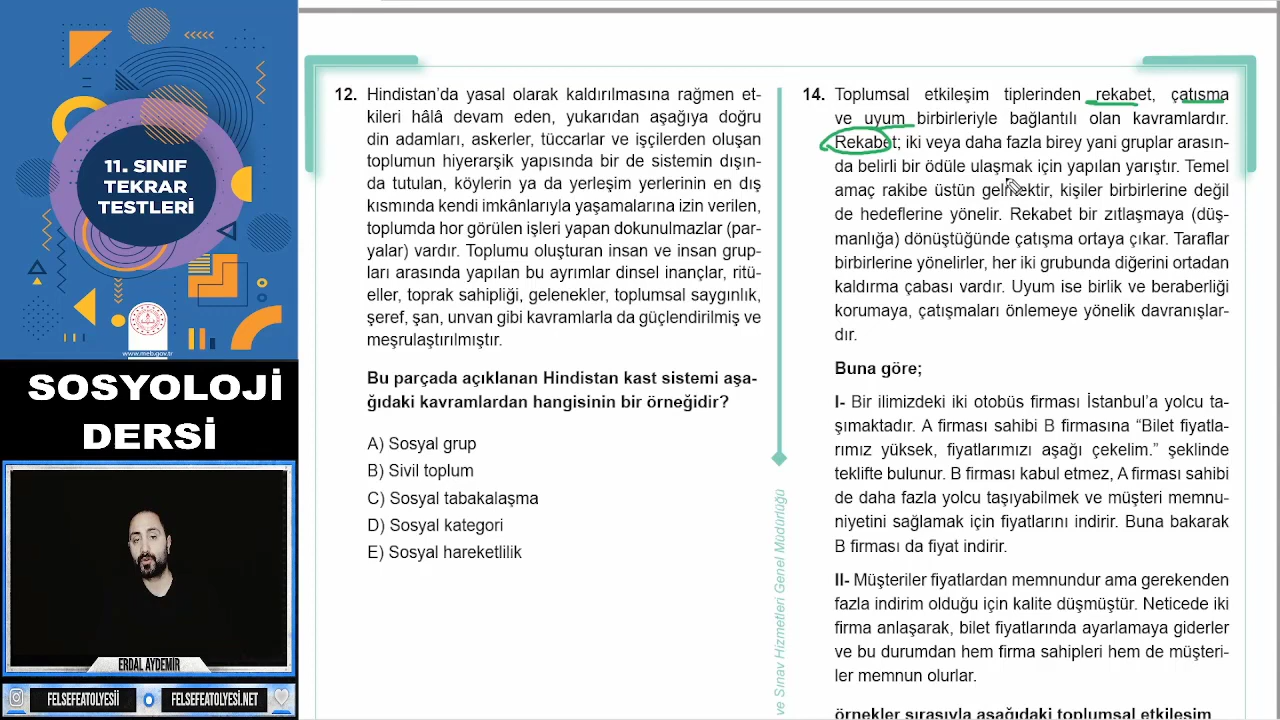 11. SINIF
TEKRAR
TESTLERİ
www.meb.gov.tr
SOSYOLOJİ
DERSİ
ERDAL AYDEMİR
FELSEFEATOLYESİİ
FELSEFEATOLYESİ.NET
12. Hindistan'da yasal olarak kaldırılmasına rağmen et-
kileri hâlâ devam eden, yukarıdan aşağıya doğru
din adamları, askerler, tüccarlar ve işçilerden oluşan
toplumun hiyerarşik yapısında bir de sistemin dışın-
da tutulan, köylerin ya da yerleşim yerlerinin en dış
kısmında kendi imkânlarıyla yaşamalarına izin verilen,
toplumda hor görülen işleri yapan dokunulmazlar (par-
yalar) vardır. Toplumu oluşturan insan ve insan grup-
ları arasında yapılan bu ayrımlar dinsel inançlar, ritü-
eller, toprak sahipliği, gelenekler, toplumsal saygınlık,
şeref, şan, unvan gibi kavramlarla da güçlendirilmiş ve
meşrulaştırılmıştır.
Bu parçada açıklanan Hindistan kast sistemi aşa-
ğıdaki kavramlardan hangisinin bir örneğidir?
A) Sosyal grup
B) Sivil toplum
C) Sosyal tabakalaşma
D) Sosyal kategori
E) Sosyal hareketlilik
ve Sınav Hizmetleri Genel Müdürlüğü
14. Toplumsal etkileşim tiplerinden rekabet, çatışma
ve uyum birbirleriyle bağlantılı olan kavramlardır.
Rekabet; iki veya daha fazla birey yani gruplar arasın-
da belirli bir ödüle ulaşmak için yapılan yarıştır. Temel
amaç rakibe üstün gelmektir, kişiler birbirlerine değil
de hedeflerine yönelir. Rekabet bir zıtlaşmaya (düş-
manlığa) dönüştüğünde çatışma ortaya çıkar. Taraflar
birbirlerine yönelirler, her iki grubunda diğerini ortadan
kaldırma çabası vardır. Uyum ise birlik ve beraberliği
korumaya, çatışmaları önlemeye yönelik davranışlar-
dır.
Buna göre;
I- Bir ilimizdeki iki otobüs firması İstanbul'a yolcu ta-
şımaktadır. A firması sahibi B firmasına “Bilet fiyatla-
rımız yüksek, fiyatlarımızı aşağı çekelim.” şeklinde
teklifte bulunur. B firması kabul etmez, A firması sahibi
de daha fazla yolcu taşıyabilmek ve müşteri memnu-
niyetini sağlamak için fiyatlarını indirir. Buna bakarak
B firması da fiyat indirir.
II- Müşteriler fiyatlardan memnundur ama gerekenden
fazla indirim olduğu için kalite düşmüştür. Neticede iki
firma anlaşarak, bilet fiyatlarında ayarlamaya giderler
ve bu durumdan hem firma sahipleri hem de müşteri-
ler memnun olurlar.
örnekler sırasıyla aşağıdaki toplumsal etkileşim